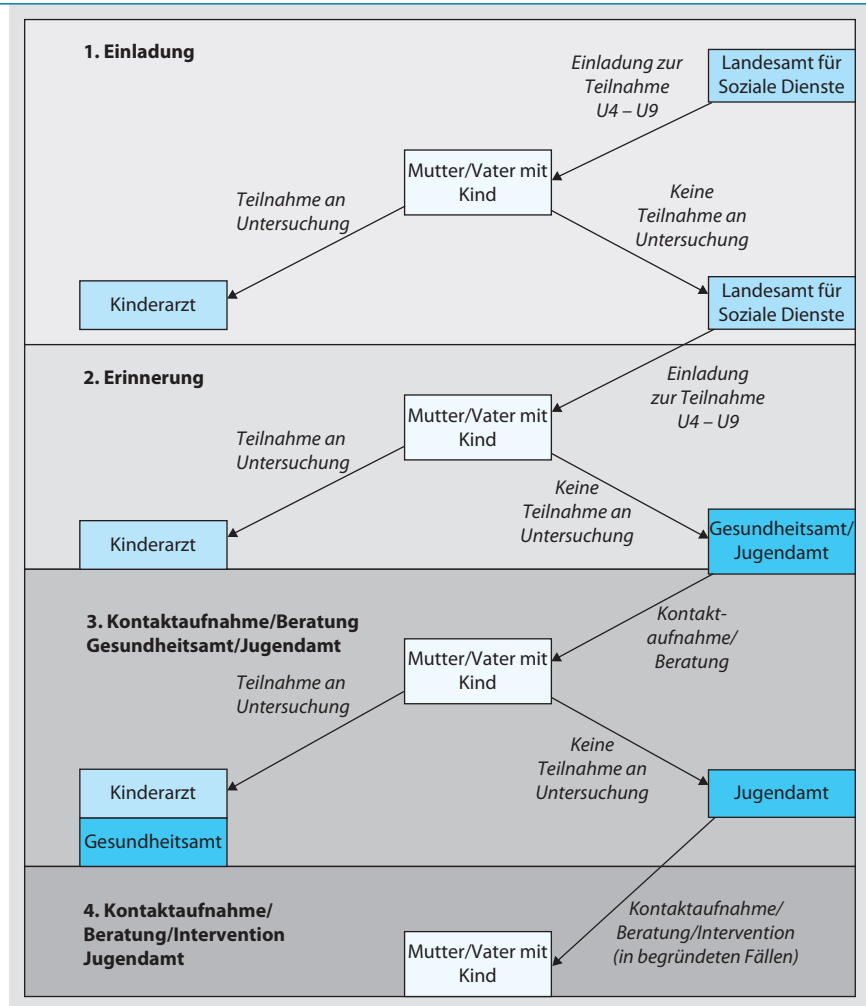 1. Einladung
Einladung zur
Teilnahme
U4 – U9
Landesamt für
Soziale Dienste
Mutter/Vater mit
Kind
Teilnahme an
Untersuchung
Keine
Teilnahme an
Untersuchung
Kinderarzt
Landesamt für
Soziale Dienste
2. Erinnerung
Einladung
zur Teilnahme
U4 – U9
Mutter/Vater mit
Kind
Teilnahme an
Untersuchung
Keine
Teilnahme an
Untersuchung
Kinderarzt
Gesundheitsamt/
Jugendamt
3. Kontaktaufnahme/Beratung
Gesundheitsamt/Jugendamt
Kontakt-
aufnahme/
Beratung
Mutter/Vater mit
Kind
Teilnahme an
Untersuchung
Keine
Teilnahme an
Untersuchung
Kinderarzt
Gesundheitsamt
Jugendamt
4. Kontaktaufnahme/
Beratung/Intervention
Jugendamt
Kontaktaufnahme/
Beratung/Intervention
(in begründeten Fällen)
Mutter/Vater mit
Kind